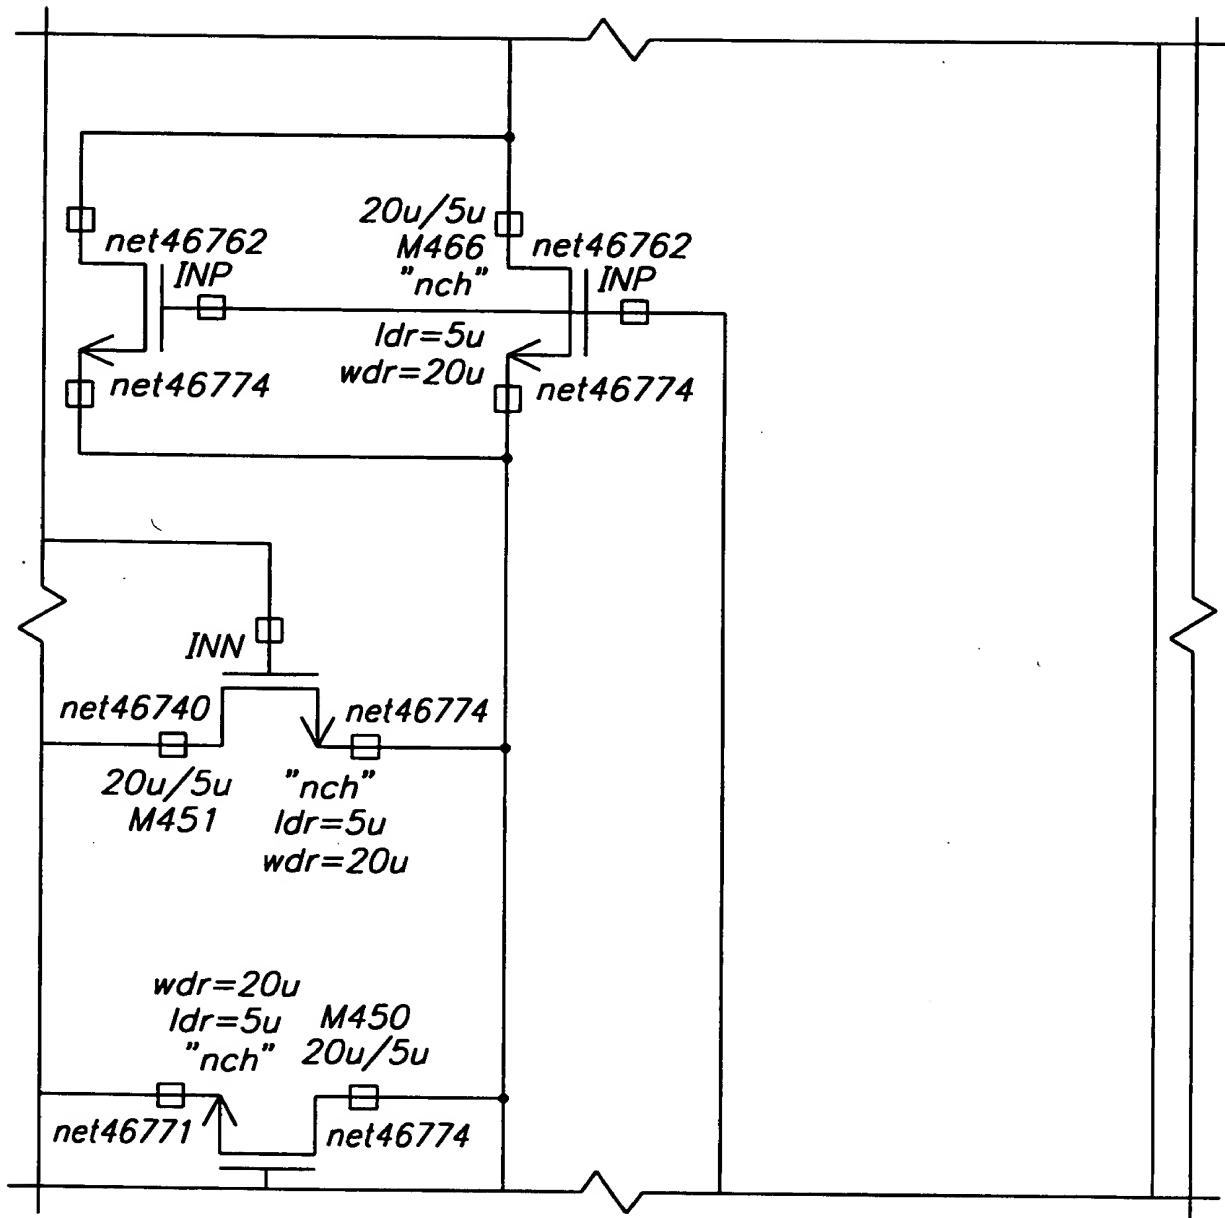 20u/5u
net46762
M466
net46762
INP
"nch"
INP
ldr=5u
wdr=20u
net46774
net46774
INN
net46740
net46774
20u/5u
"nch"
M451
ldr=5u
wdr=20u
wdr=20u
ldr=5u
M450
"nch"
20u/5u
net46771
net46774